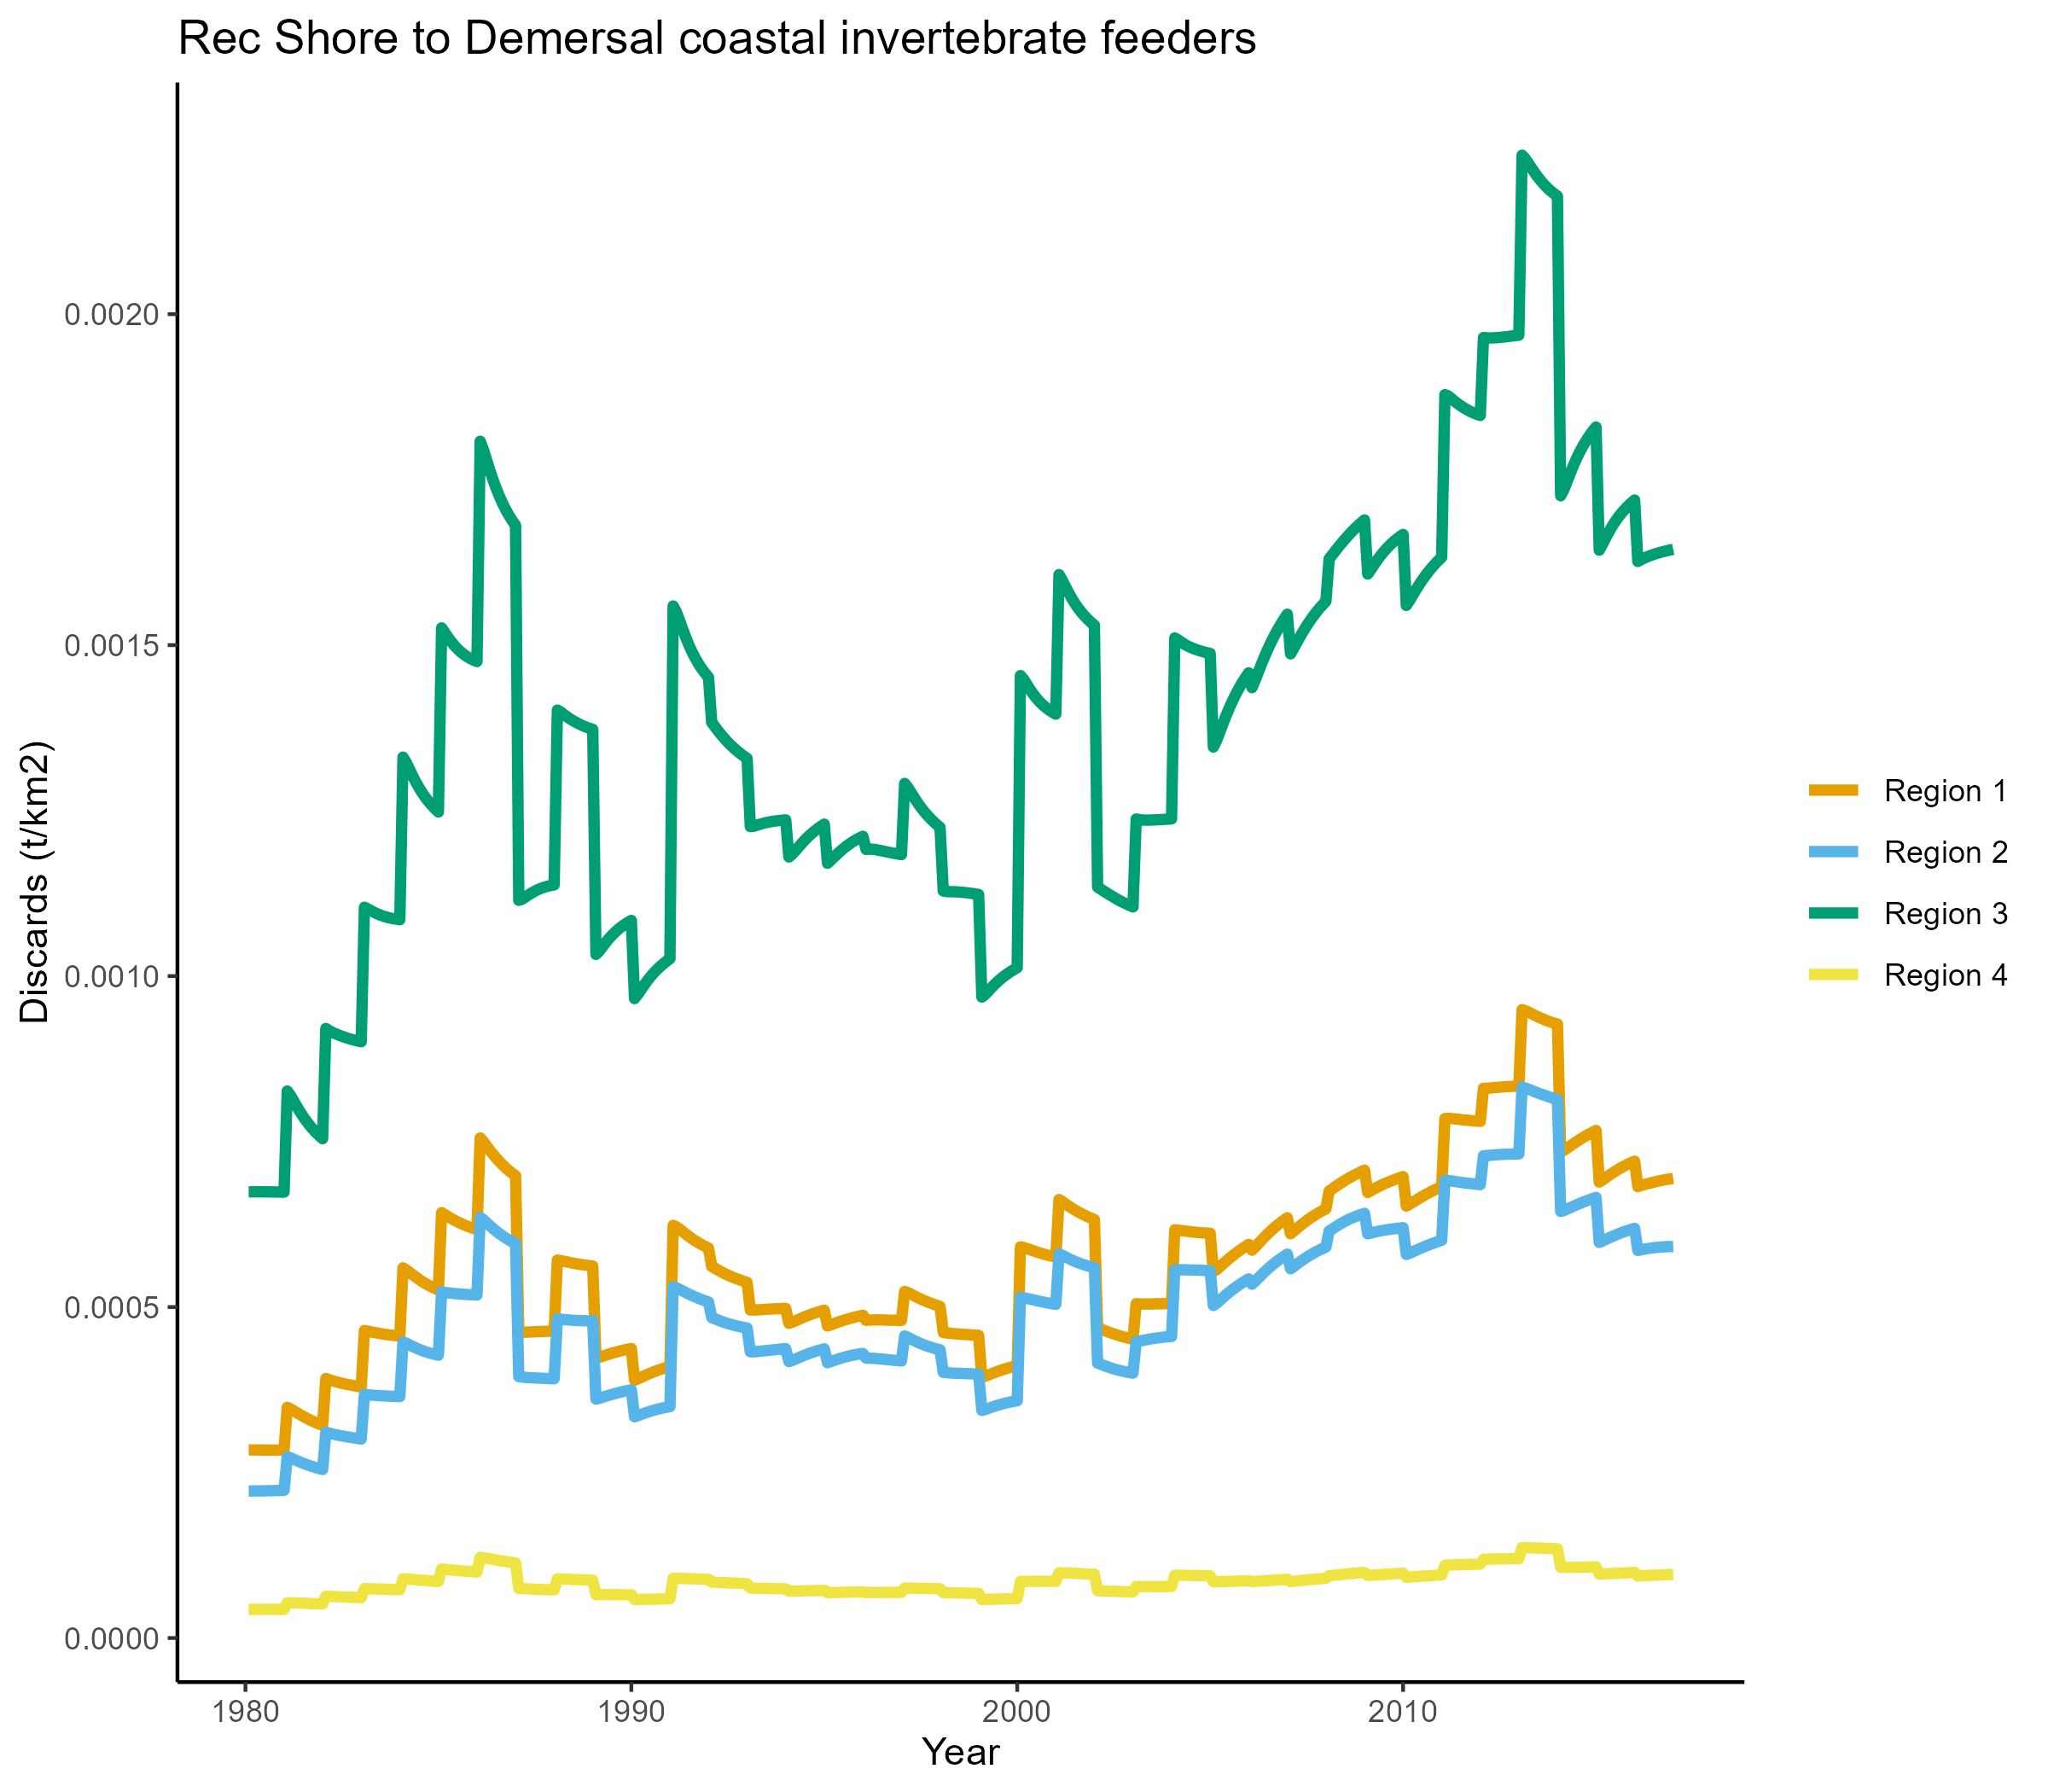 Rec Shore to Demersal coastal invertebrate feeders
Discards (t/km2)
0.0020
0.0015
0.0010
0.0005
0.0000
1980
1990
2000
2010
Year
Region 1
Region 2
Region 3
Region 4